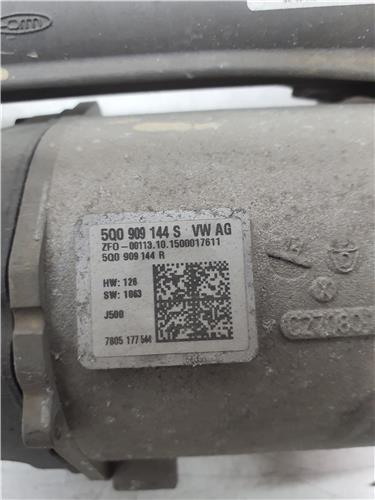 5Q0 909 144 S VW AG
ZFO-00113.10.1500017611
5Q0 909 144 R
HW: 126
SW: 1063
J500
7805 177 544